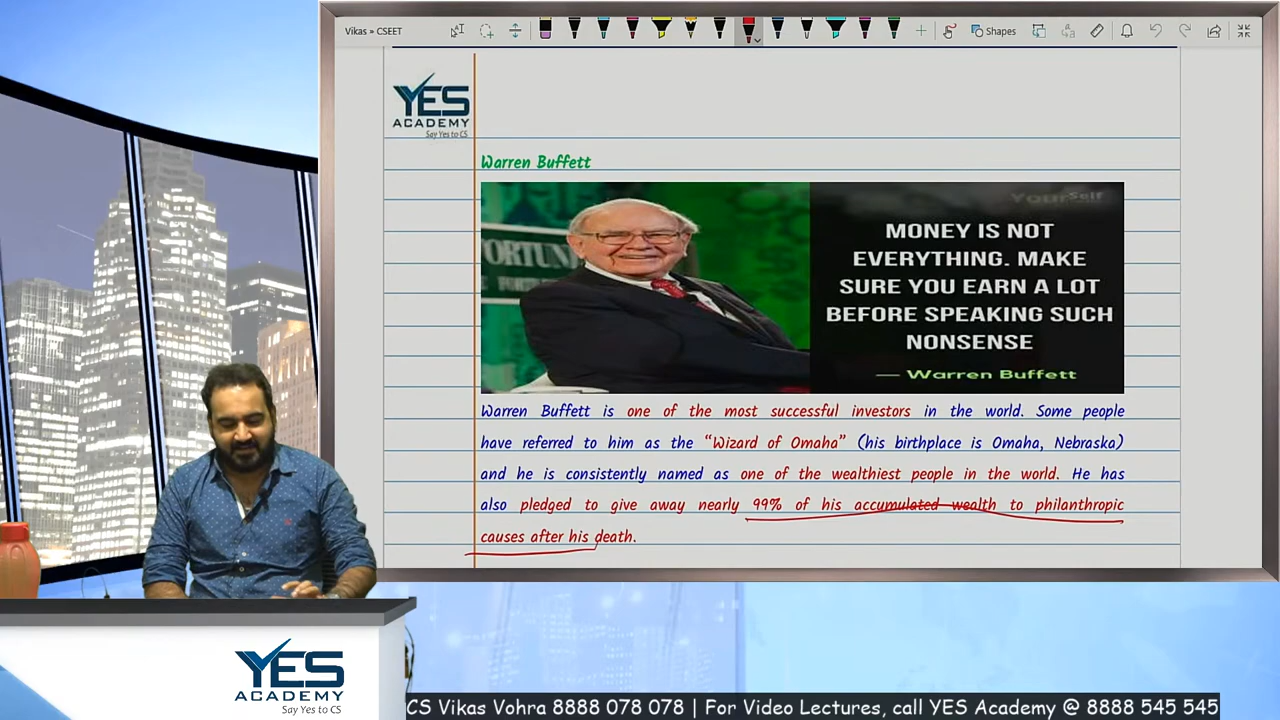 Vikas » CSEET
Shapes
YES
ACADEMY
Say Yes to CS
Warren Buffett
YourSelf
ORTUN
MONEY IS NOT
EVERYTHING. MAKE
SURE YOU EARN A LOT
BEFORE SPEAKING SUCH
NONSENSE
— Warren Buffett
Warren Buffett is one of the most successful investors in the world. Some people
have referred to him as the “Wizard of Omaha” (his birthplace is Omaha, Nebraska)
and he is consistently named as one of the wealthiest people in the world. He has
also pledged to give away nearly 99% of his accumulated wealth to philanthropic
causes after his death.
YES
ACADEMY
Say Yes to CS
CS Vikas Vohra 8888 078 078 | For Video Lectures, call YES Academy @ 8888 545 545